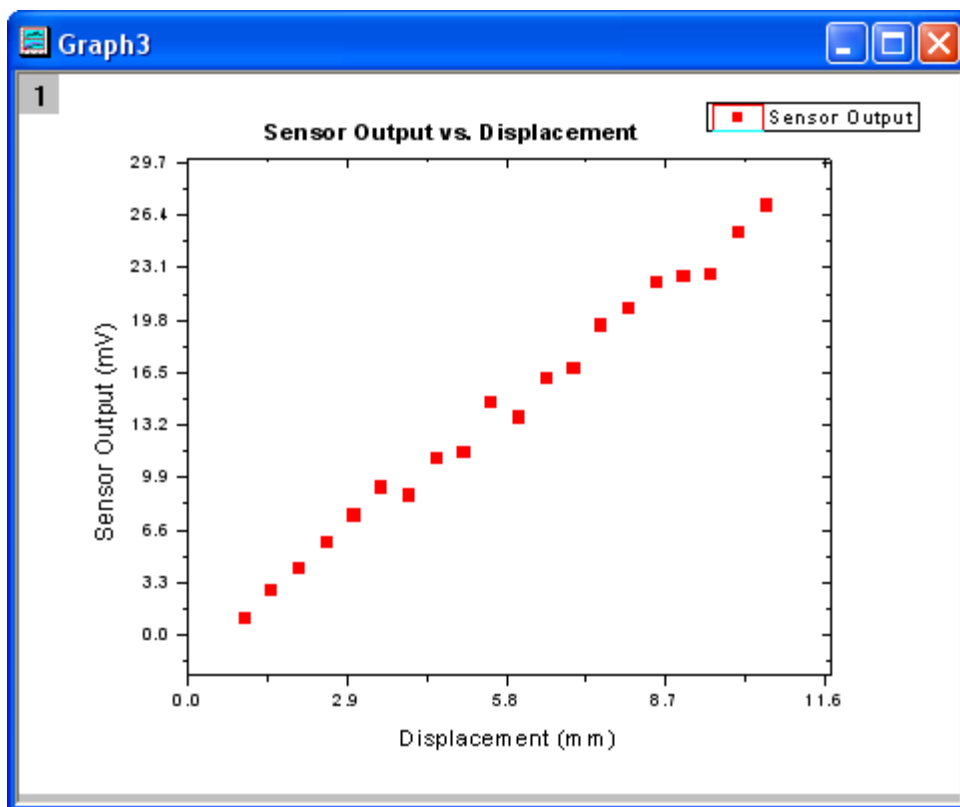 Graph3
1
Sensor Output
Sensor Output vs. Displacement
29.7
26.4
23.1
19.8
16.5
13.2
9.9
6.6
3.3
0.0
Sensor Output (mV)
0.0 2.9 5.8 8.7 11.6
Displacement (mm)